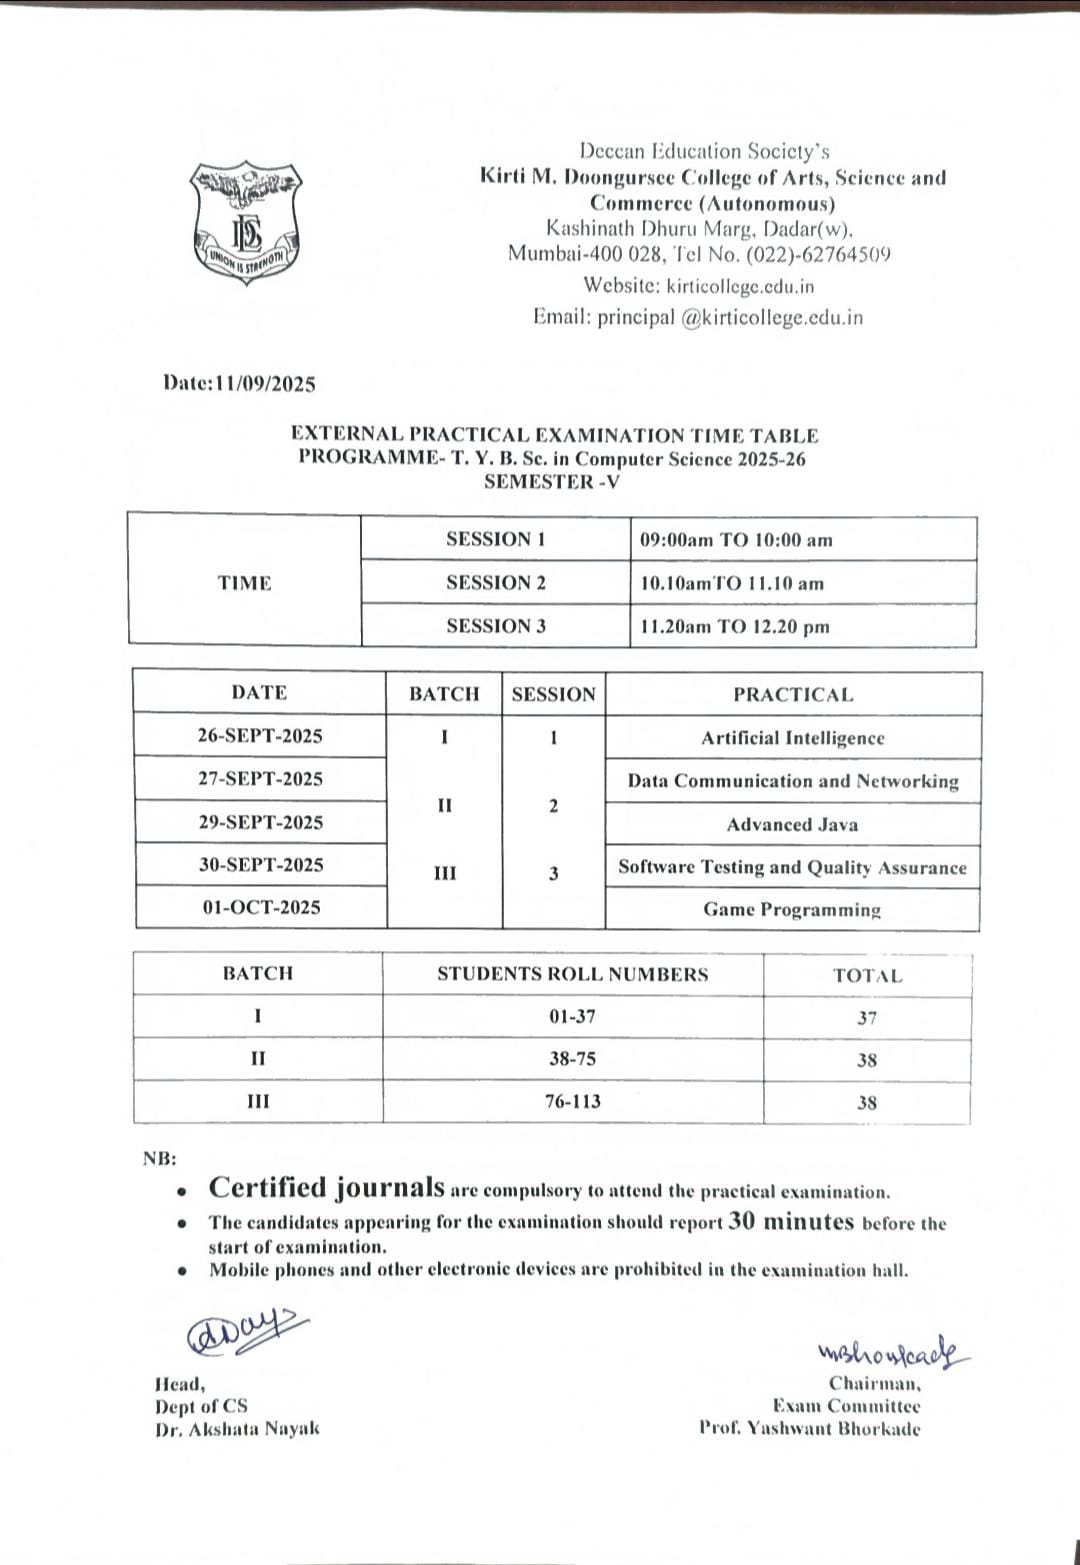 Deccan Education Society's
Kirti M. Doongursee College of Arts, Science and
Commerce (Autonomous)
Kashinath Dhuru Marg, Dadar(w),
Mumbai-400 028, Tel No. (022)-62764509
Website: kirticollege.edu.in
Email: principal @kirticollege.edu.in
DES
UNION IS STRENGTH
Date:11/09/2025
EXTERNAL PRACTICAL EXAMINATION TIME TABLE
PROGRAMME- T. Y. B. Sc. in Computer Science 2025-26
SEMESTER -V
TIME
SESSION 1 09:00am TO 10:00 am
SESSION 2 10.10amTO 11.10 am
SESSION 3 11.20am TO 12.20 pm
DATE BATCH SESSION PRACTICAL
26-SEPT-2025 I 1 Artificial Intelligence
27-SEPT-2025 Data Communication and Networking
II 2
29-SEPT-2025 Advanced Java
30-SEPT-2025 III 3 Software Testing and Quality Assurance
01-OCT-2025 Game Programming
BATCH STUDENTS ROLL NUMBERS TOTAL
I 01-37 37
II 38-75 38
III 76-113 38
NB:
• Certified journals are compulsory to attend the practical examination.
• The candidates appearing for the examination should report 30 minutes before the
start of examination.
• Mobile phones and other electronic devices are prohibited in the examination hall.
Head,
Dept of CS
Dr. Akshata Nayak
Chairman,
Exam Committee
Prof. Yashwant Bhorkade